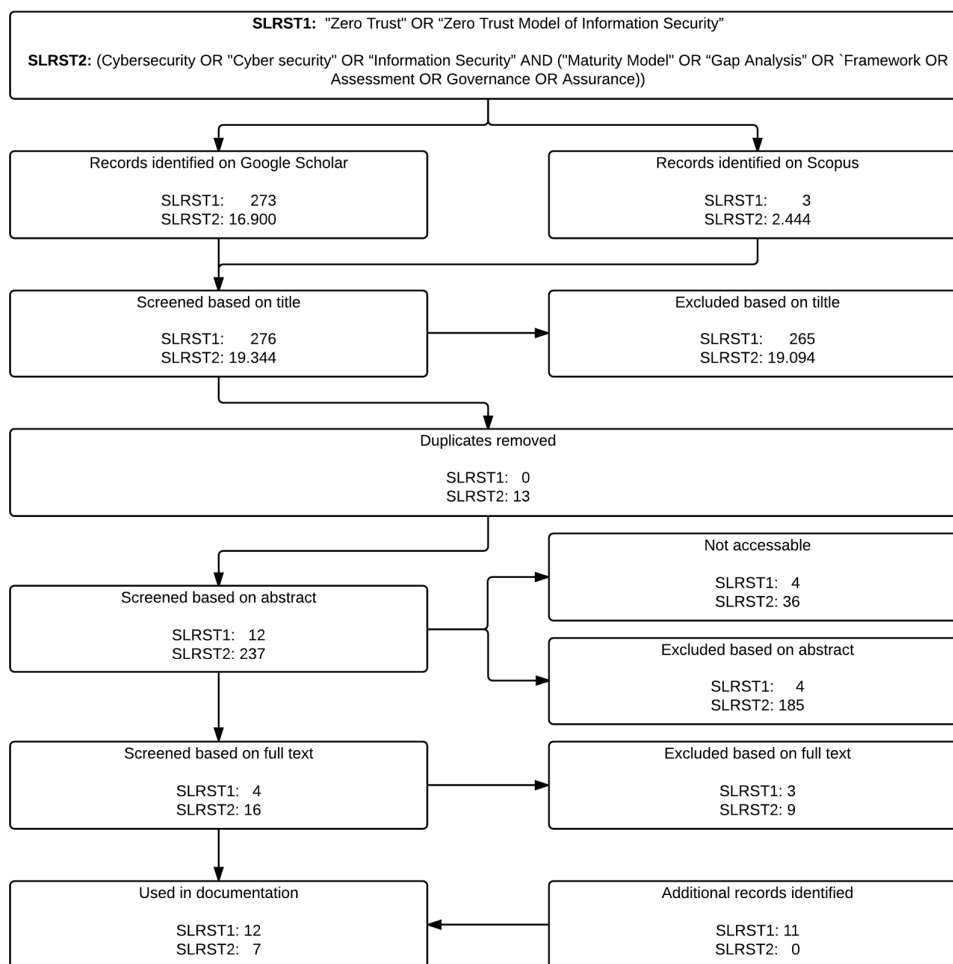 SLRST1: "Zero Trust" OR “Zero Trust Model of Information Security”
SLRST2: (Cybersecurity OR "Cyber security" OR “Information Security” AND ("Maturity Model" OR “Gap Analysis” OR `Framework OR
Assessment OR Governance OR Assurance))
Records identified on Google Scholar
SLRST1: 273
SLRST2: 16.900
Records identified on Scopus
SLRST1: 3
SLRST2: 2.444
Screened based on title
SLRST1: 276
SLRST2: 19.344
Excluded based on tiltle
SLRST1: 265
SLRST2: 19.094
Duplicates removed
SLRST1: 0
SLRST2: 13
Screened based on abstract
SLRST1: 12
SLRST2: 237
Not accessable
SLRST1: 4
SLRST2: 36
Excluded based on abstract
SLRST1: 4
SLRST2: 185
Screened based on full text
SLRST1: 4
SLRST2: 16
Excluded based on full text
SLRST1: 3
SLRST2: 9
Used in documentation
SLRST1: 12
SLRST2: 7
Additional records identified
SLRST1: 11
SLRST2: 0